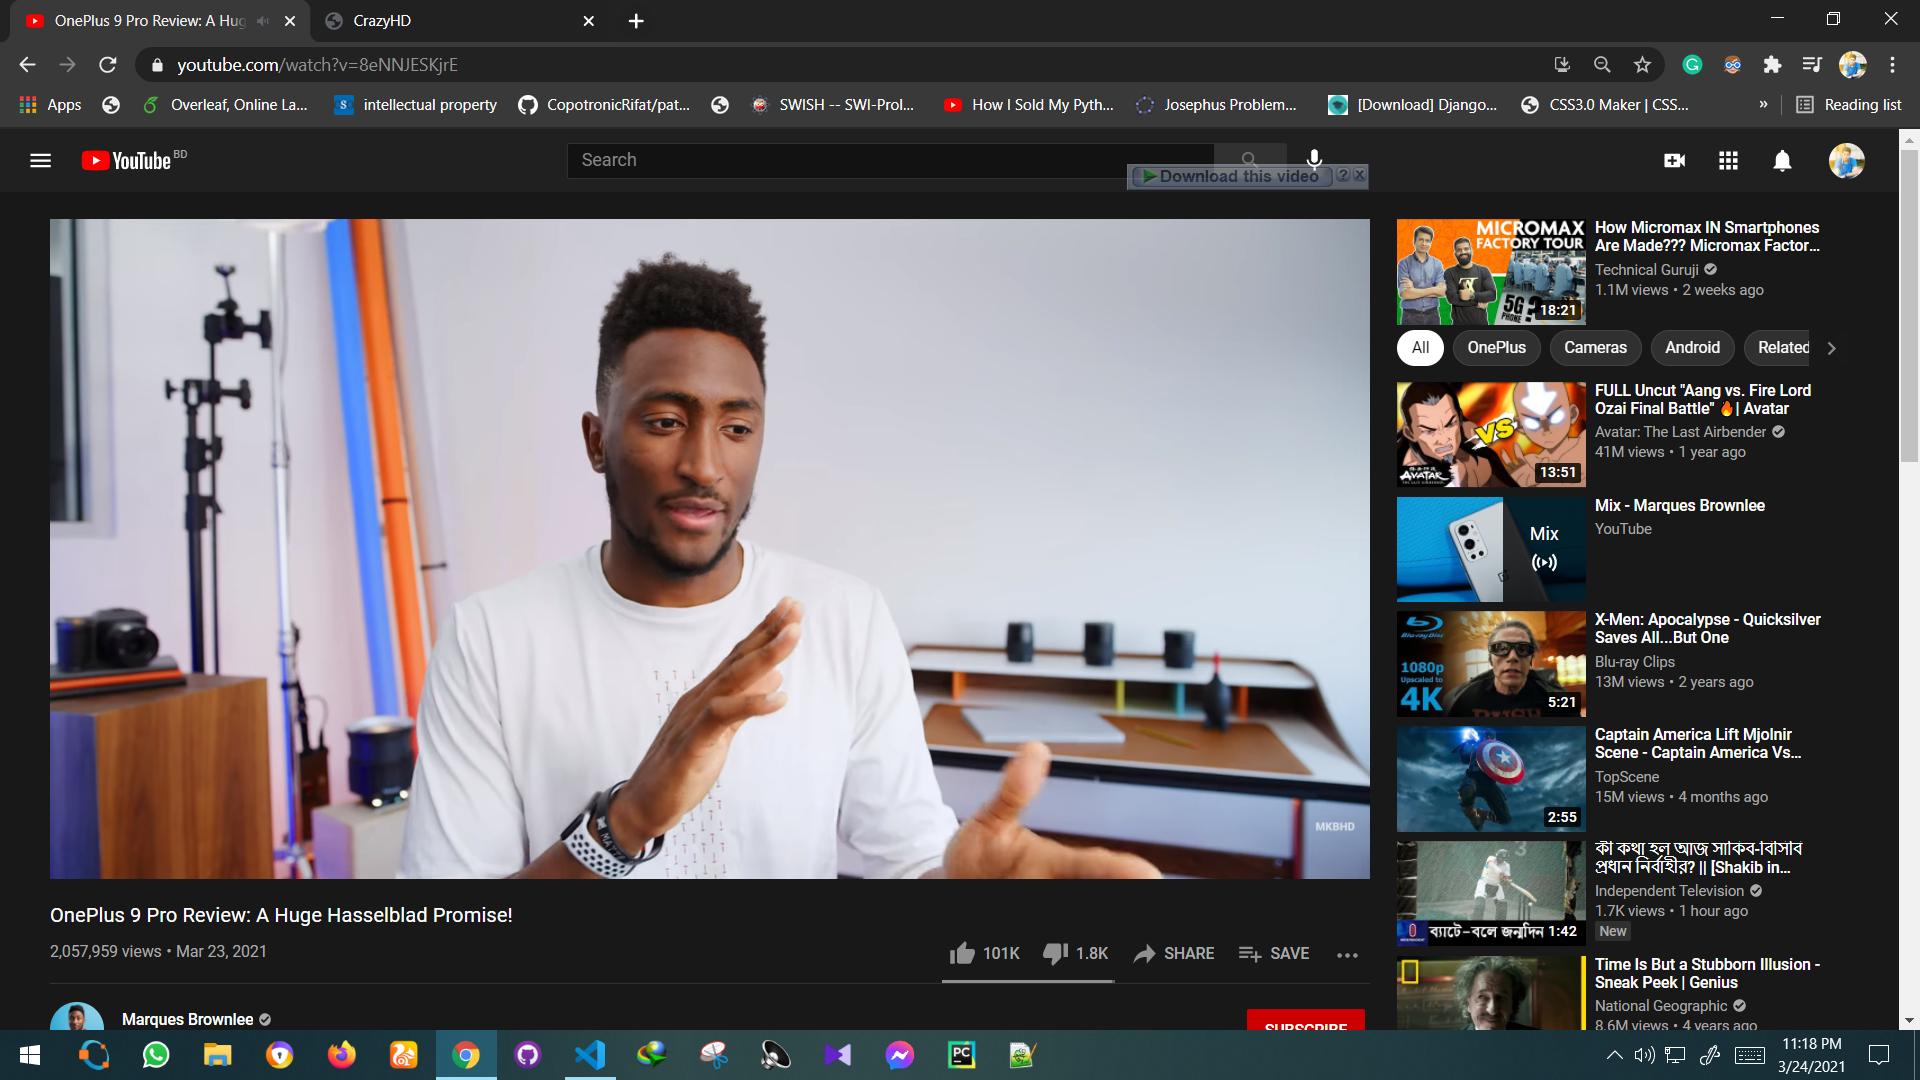 OnePlus 9 Pro Review: A Hug
CrazyHD
youtube.com/watch?v=8eNNJESKjrE
Apps
Overleaf, Online La...
intellectual property
CopotronicRifat/pat...
SWISH -- SWI-Prol...
How I Sold My Pyth...
Josephus Problem...
[Download] Django...
CSS3.0 Maker | CSS...
»
Reading list
YouTube BD
Search
Download this video
MICROMAX
FACTORY TOUR
5G ?
PHONE
18:21
How Micromax IN Smartphones
Are Made??? Micromax Factor...
Technical Guruji
1.1M views • 2 weeks ago
All
OnePlus
Cameras
Android
Related
VS
AVATAR
13:51
FULL Uncut "Aang vs. Fire Lord
Ozai Final Battle" 🔥| Avatar
Avatar: The Last Airbender
41M views • 1 year ago
Mix
Mix - Marques Brownlee
YouTube
Blu-ray Disc
1080p
Upscaled to
4K
5:21
X-Men: Apocalypse - Quicksilver
Saves All...But One
Blu-ray Clips
13M views • 2 years ago
2:55
Captain America Lift Mjolnir
Scene - Captain America Vs...
TopScene
15M views • 4 months ago
ব্যাটে-বলে জন্মদিন 1:42
কী কথা হল আজ সাকিব-বিসিবি
প্রধান নির্বাহীর? || [Shakib in...
Independent Television
1.7K views • 1 hour ago
New
Time Is But a Stubborn Illusion -
Sneak Peek | Genius
National Geographic
8.6M views • 4 years ago
MKBHD
OnePlus 9 Pro Review: A Huge Hasselblad Promise!
2,057,959 views • Mar 23, 2021
101K
1.8K
SHARE
SAVE
Marques Brownlee
SUBSCRIBE
PC
11:18 PM
3/24/2021